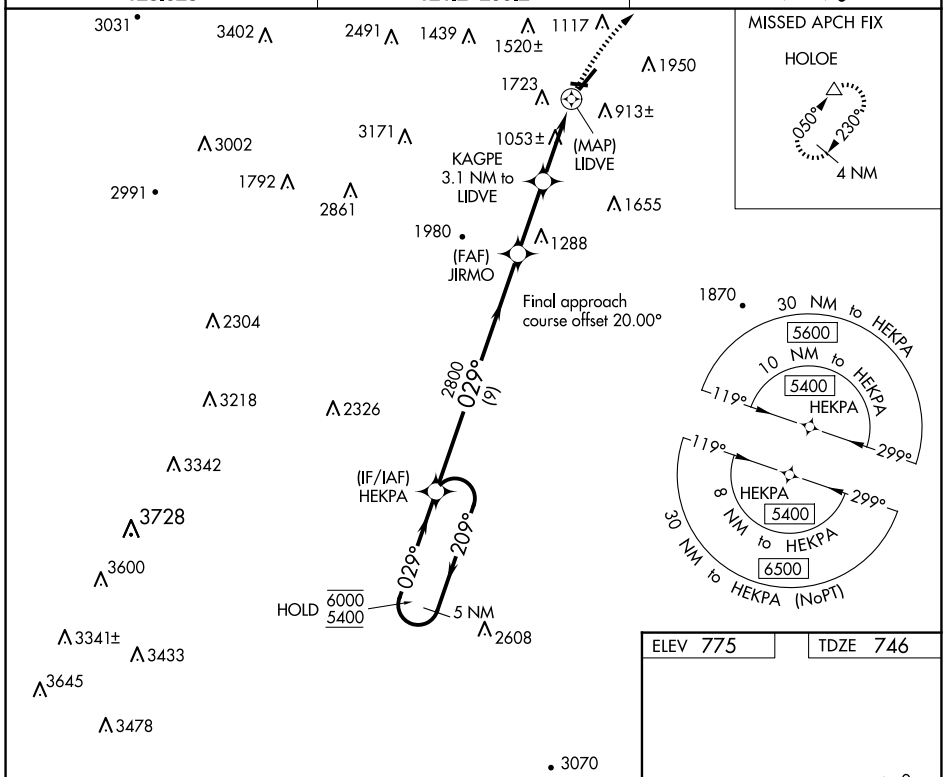 3031
3402
2491
1439
1520±
1117
1950
1723
913±
3171
1053±
(MAP)
LIDVE
3002
KAGPE
3.1 NM to
LIDVE
1792
2991
2861
1655
1980
1288
(FAF)
JIRMO
Final approach
course offset 20.00°
2304
2800
029°
(9)
3218
2326
3342
(IF/IAF)
HEKPA
3728
3600
029°
209°
HOLD
6000
5400
5 NM
2608
3341±
3433
3645
3478
3070
MISSED APCH FIX
HOLOE
050°
230°
4 NM
1870
30 NM to HEKPA
5600
10 NM to HEKPA
5400
HEKPA
119°
299°
119°
299°
HEKPA
5400
8 NM to HEKPA
6500
30 NM to HEKPA (NoPT)
ELEV 775
TDZE 746